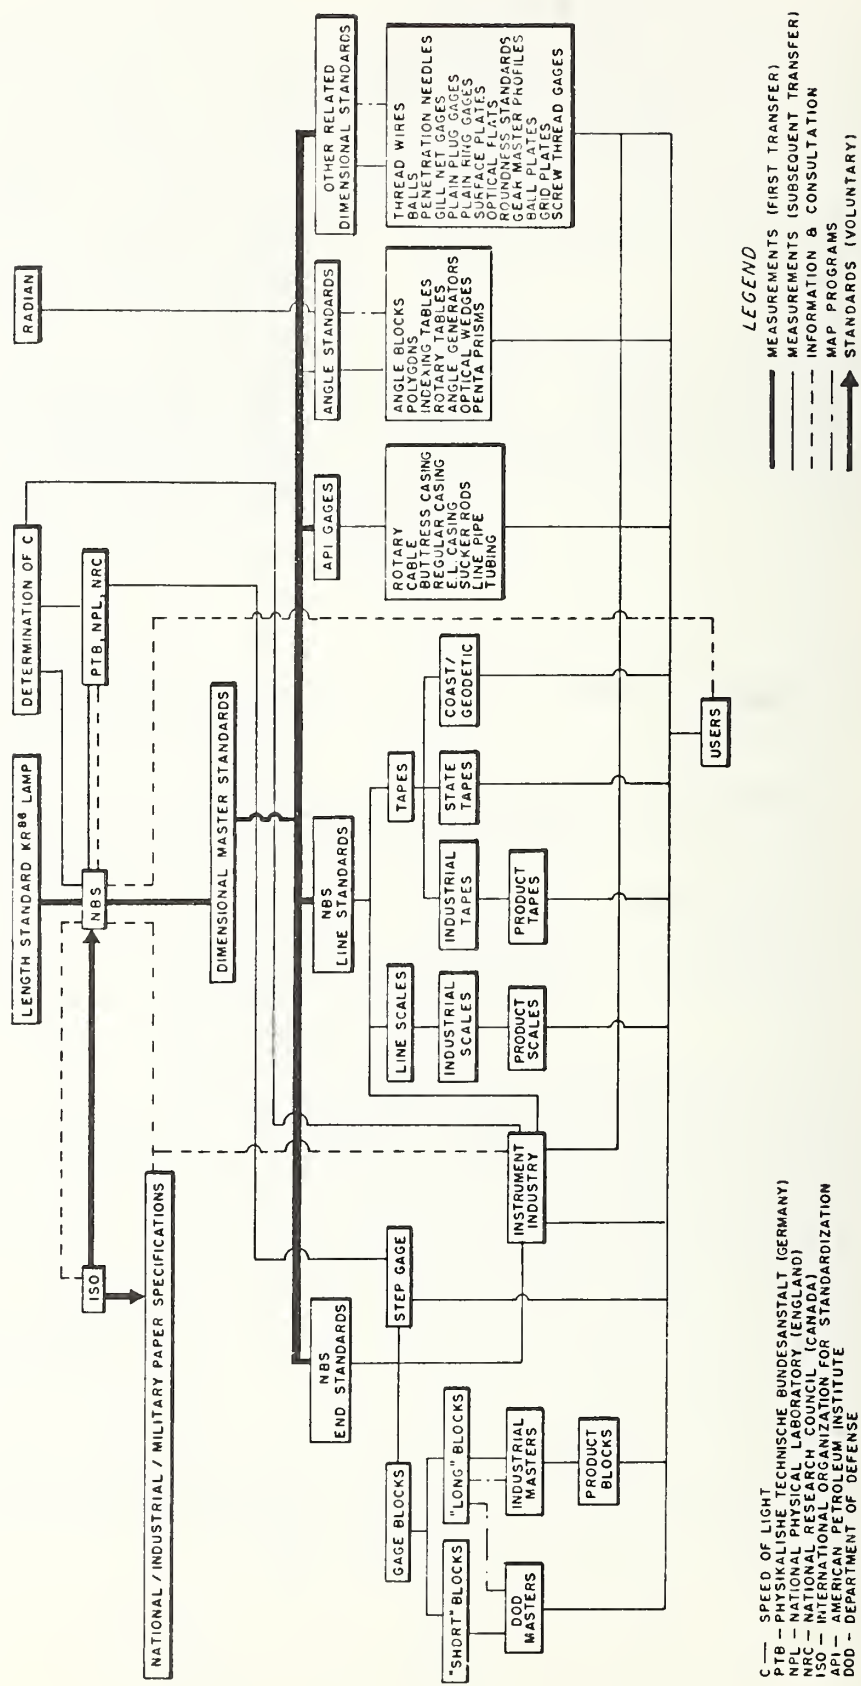 LENGTH STANDARD KR86 LAMP
DETERMINATION OF C
RADIAN
ISO
NBS
PTB, NPL, NRC
NATIONAL / INDUSTRIAL / MILITARY PAPER SPECIFICATIONS
DIMENSIONAL MASTER STANDARDS
NBS
END STANDARDS
NBS
LINE STANDARDS
API GAGES
ANGLE STANDARDS
OTHER RELATED
DIMENSIONAL STANDARDS
GAGE BLOCKS
STEP GAGE
LINE SCALES
TAPES
ROTARY
CABLE
BUTTRESS CASING
REGULAR CASING
E.L. CASING
SUCKER RODS
LINE PIPE
TUBING
ANGLE BLOCKS
POLYGONS
INDEXING TABLES
ROTARY TABLES
ANGLE GENERATORS
OPTICAL WEDGES
PENTA PRISMS
THREAD WIRES
BALLS
PENETRATION NEEDLES
GILL NET GAGES
PLAIN PLUG GAGES
PLAIN RING GAGES
SURFACE PLATES
OPTICAL FLATS
ROUNDNESS STANDARDS
GEAR MASTER PROFILES
BALL PLATES
GRID PLATES
SCREW THREAD GAGES
"SHORT" BLOCKS
"LONG" BLOCKS
INDUSTRIAL
SCALES
INDUSTRIAL
TAPES
STATE
TAPES
COAST/
GEODETIC
DOD
MASTERS
INDUSTRIAL
MASTERS
INSTRUMENT
INDUSTRY
PRODUCT
SCALES
PRODUCT
TAPES
PRODUCT
BLOCKS
USERS
C — SPEED OF LIGHT
PTB — PHYSIKALISHE TECHNISCHE BUNDESANSTALT (GERMANY)
NPL — NATIONAL PHYSICAL LABORATORY (ENGLAND)
NRC — NATIONAL RESEARCH COUNCIL (CANADA)
ISO — INTERNATIONAL ORGANIZATION FOR STANDARDIZATION
API — AMERICAN PETROLEUM INSTITUTE
DOD — DEPARTMENT OF DEFENSE
LEGEND
MEASUREMENTS (FIRST TRANSFER)
MEASUREMENTS (SUBSEQUENT TRANSFER)
INFORMATION & CONSULTATION
MAP PROGRAMS
STANDARDS (VOLUNTARY)